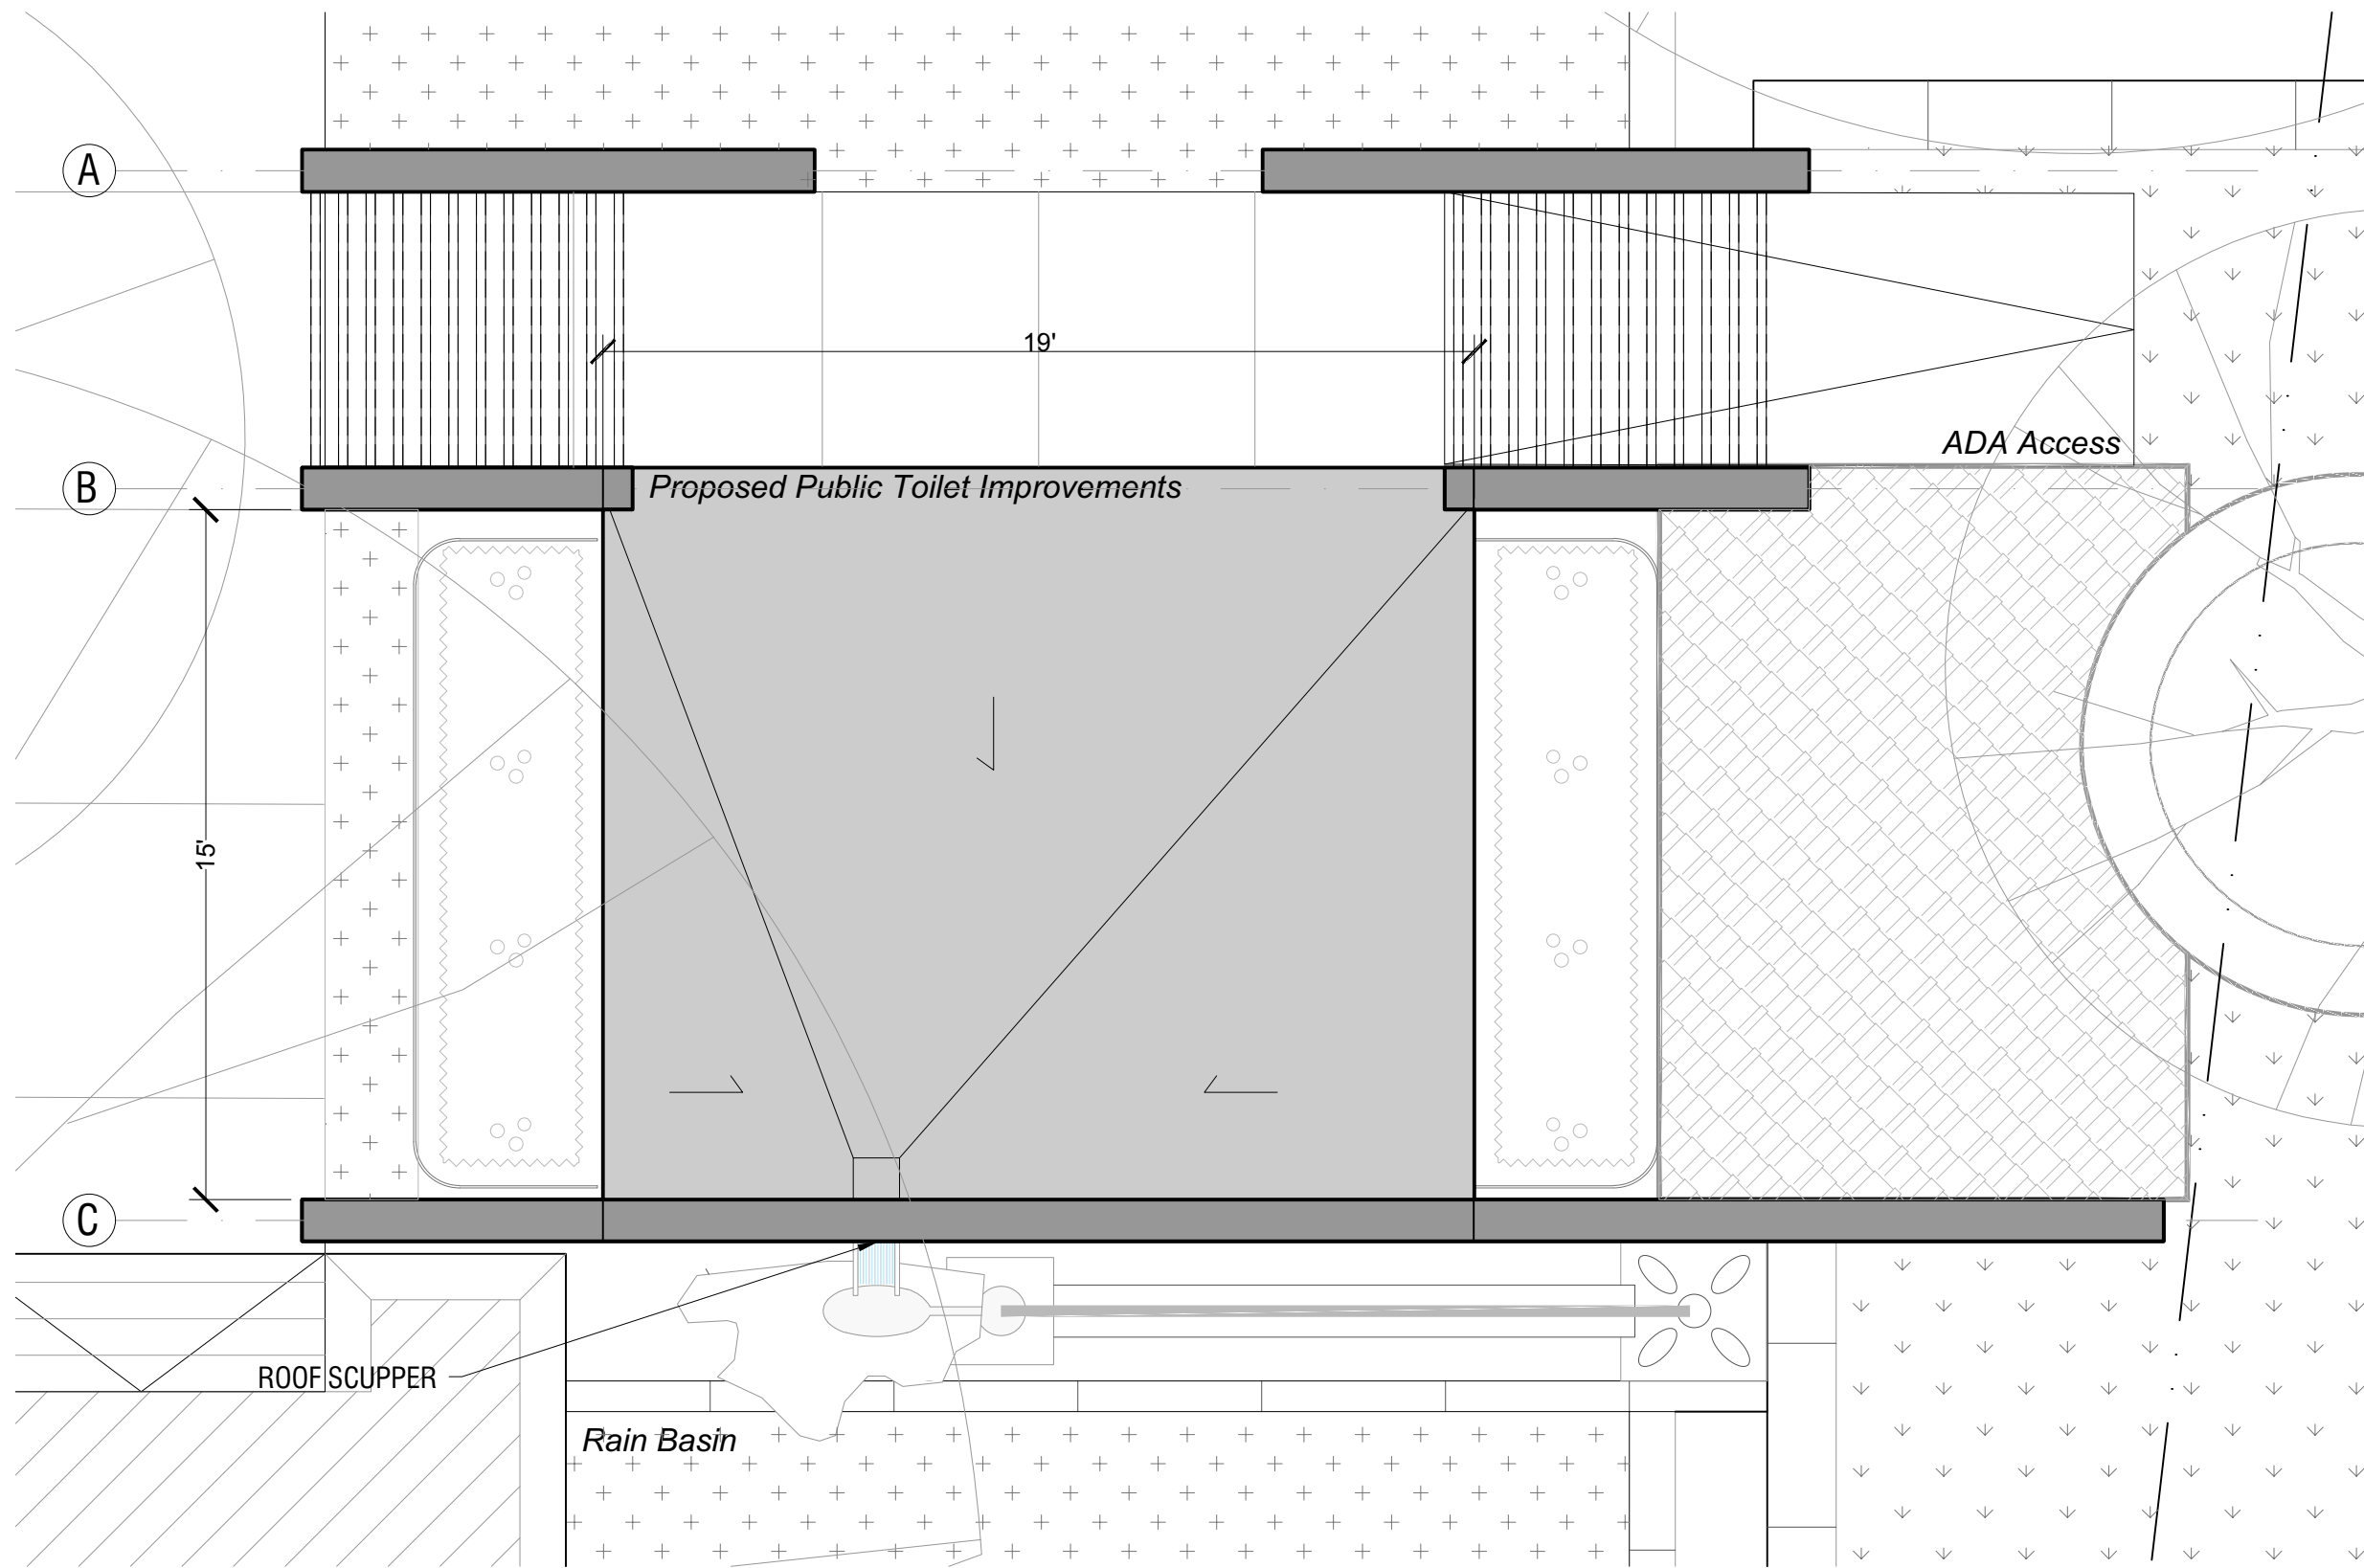 A
19'
ADA Access
B
Proposed Public Toilet Improvements
15'
C
ROOF SCUPPER
Rain Basin